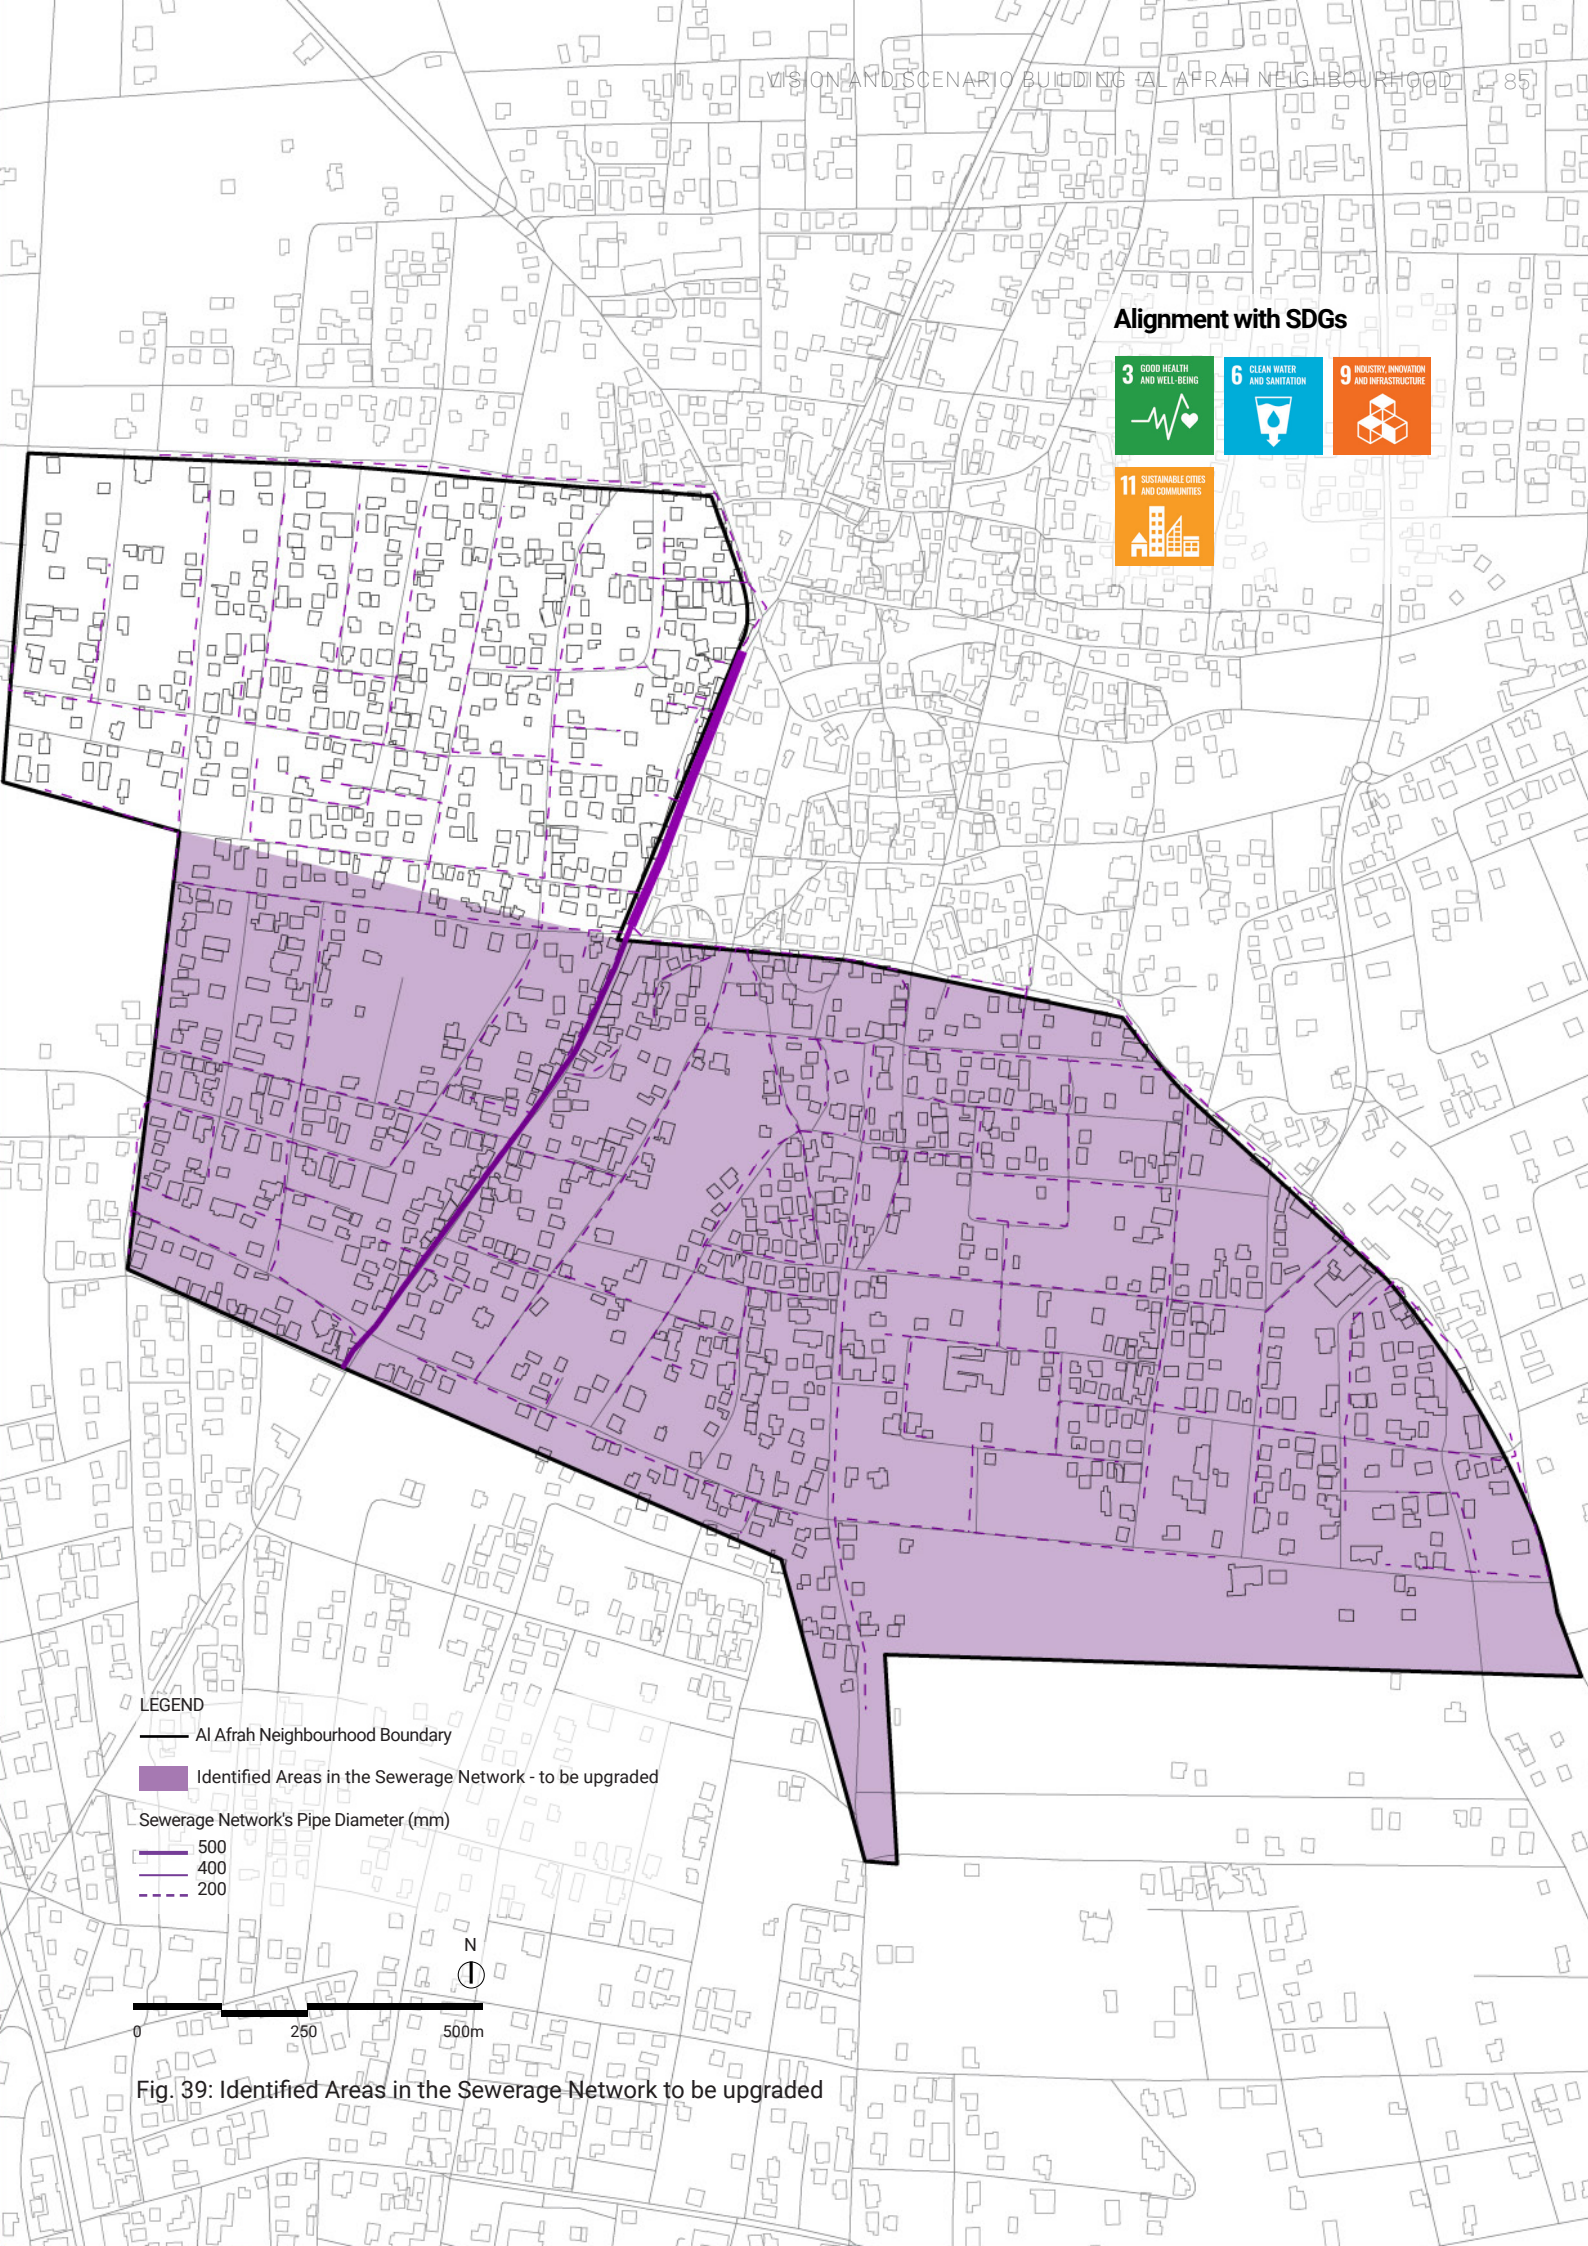 VISION AND SCENARIO BUILDING -AL AFRAH NEIGHBOURHOOD 85
Alignment with SDGs
3 GOOD HEALTH
AND WELL-BEING
6 CLEAN WATER
AND SANITATION
9 INDUSTRY, INNOVATION
AND INFRASTRUCTURE
11 SUSTAINABLE CITIES
AND COMMUNITIES
LEGEND
Al Afrah Neighbourhood Boundary
Identified Areas in the Sewerage Network - to be upgraded
Sewerage Network's Pipe Diameter (mm)
500
400
200
N
0 250 500m
Fig. 39: Identified Areas in the Sewerage Network to be upgraded